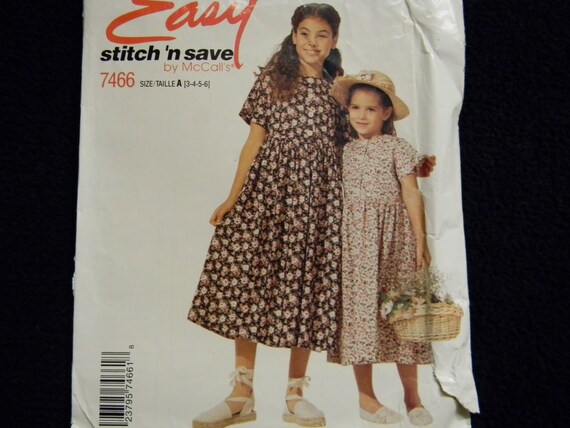 Easy
stitch 'n save
by McCall's®
7466 SIZE/TAILLE A [3-4-5-6]
23795 74661 8